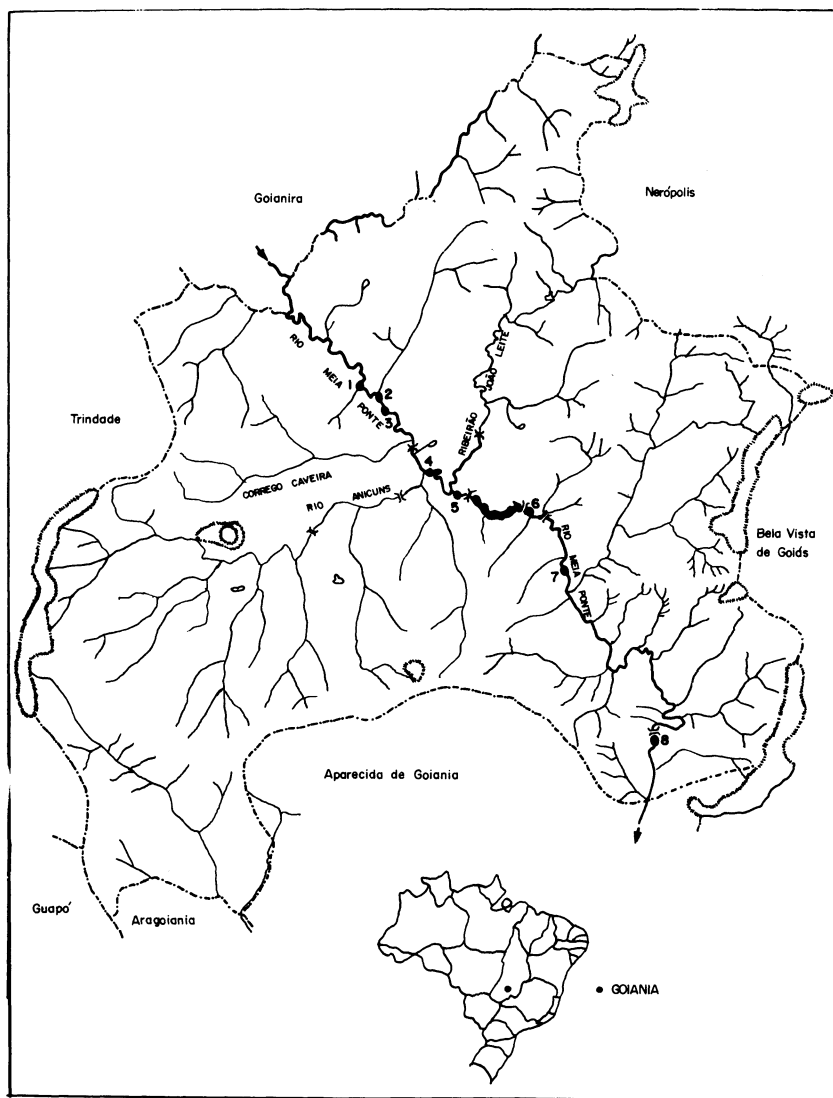 Goianira
Nerópolis
RIO MEIA PONTE
JOÃO LEITE
RIBEIRÃO
1
2
3
Trindade
4
CORREGO CAVEIRA
RIO ANICUNS
5
6
RIO MEIA PONTE
Bela Vista
de Goiás
7
8
Aparecida de Goiania
Guapó
Aragoiania
GOIANIA